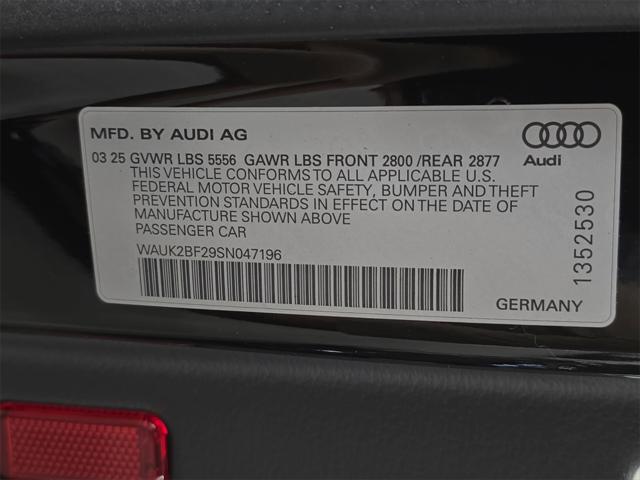 MFD. BY AUDI AG
03 25 GVWR LBS 5556 GAWR LBS FRONT 2800 /REAR 2877
THIS VEHICLE CONFORMS TO ALL APPLICABLE U.S.
FEDERAL MOTOR VEHICLE SAFETY, BUMPER AND THEFT
PREVENTION STANDARDS IN EFFECT ON THE DATE OF
MANUFACTURE SHOWN ABOVE
PASSENGER CAR
WAUK2BF29SN047196
Audi
1352530
GERMANY